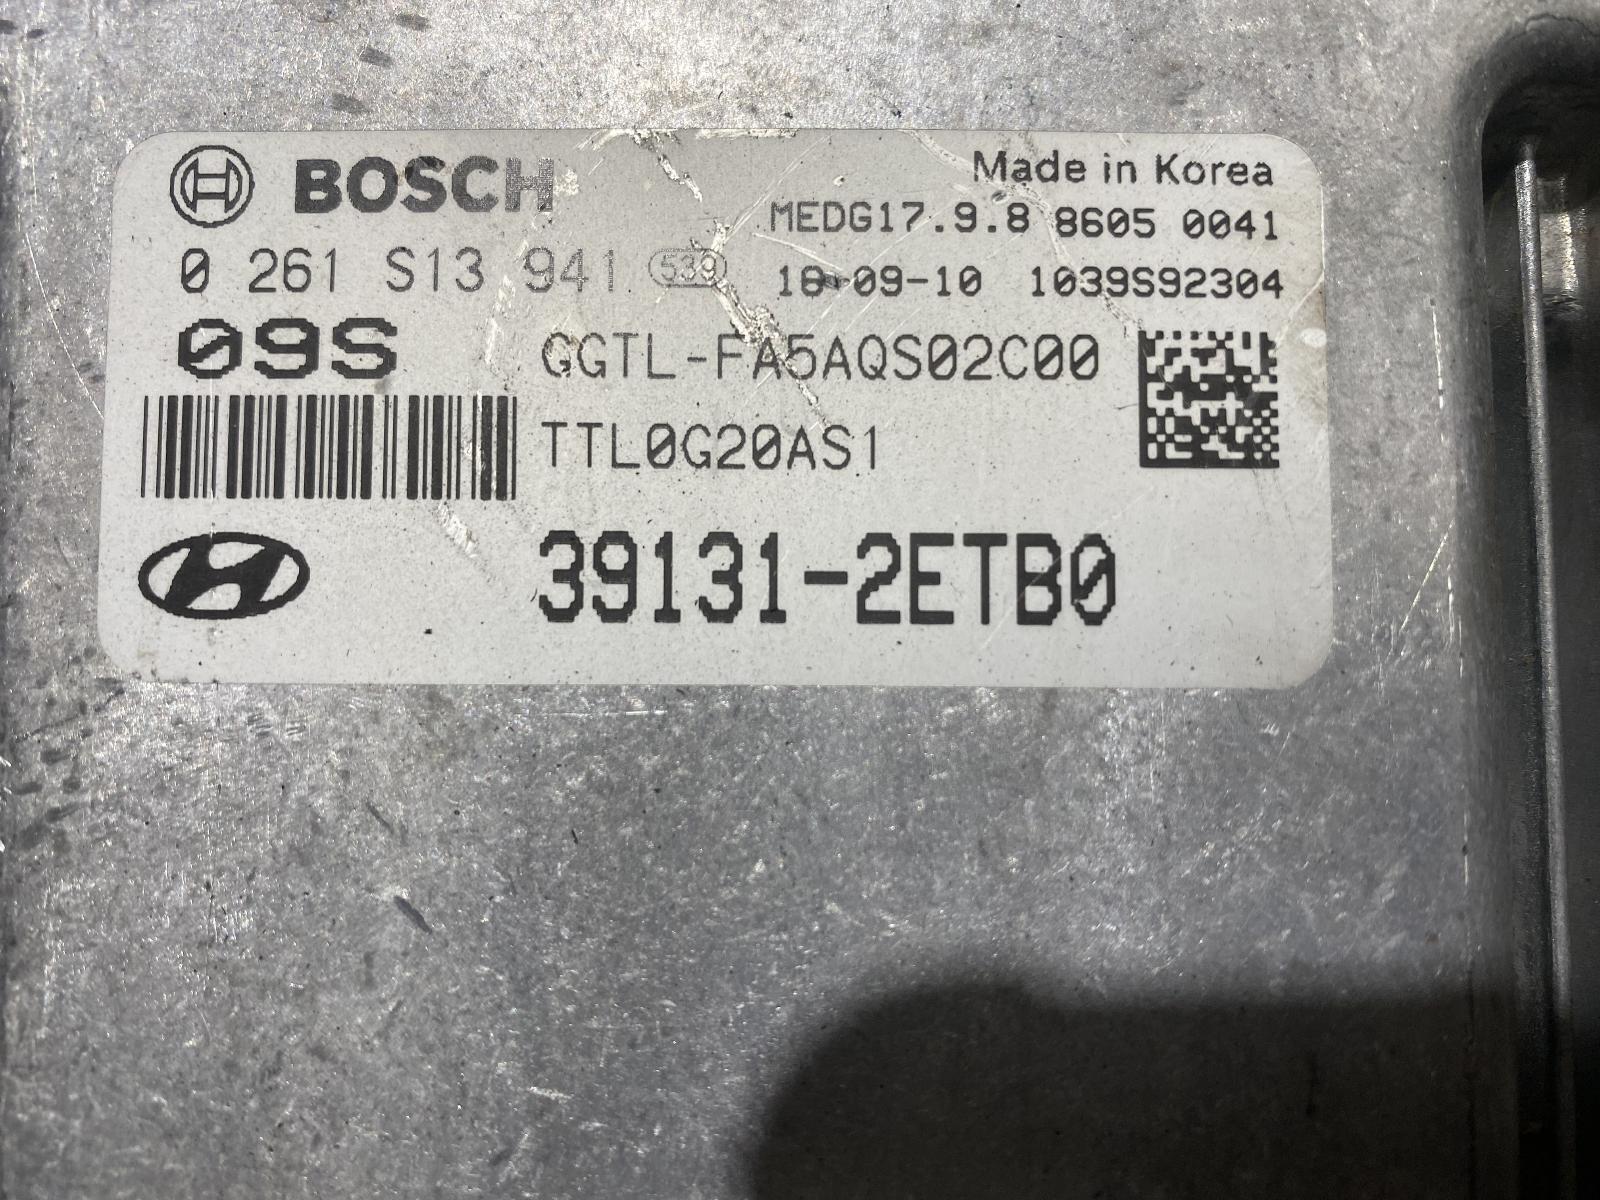 BOSCH
Made in Korea
MEDG17.9.8 8605 0041
0 261 S13 941 539
18-09-10 1039S92304
09S
GGTL-FA5AQS02C00
TTL0G20AS1
39131-2ETB0